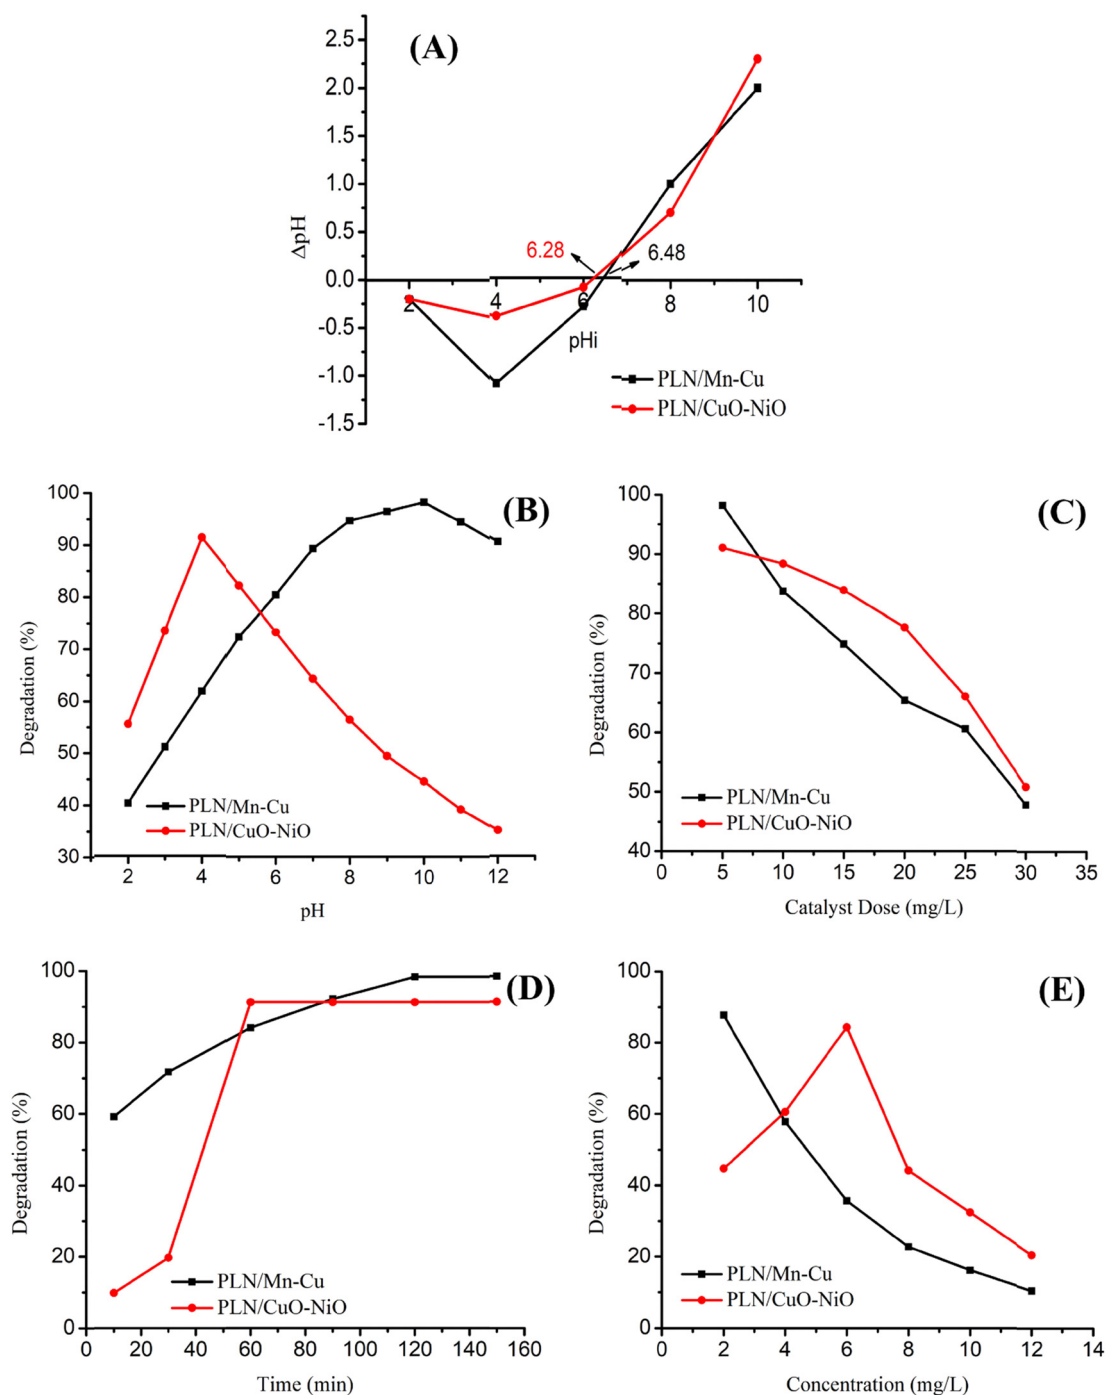 (A)
2.5
2.0
1.5
1.0
0.5
0.0
-0.5
-1.0
-1.5
ΔpH
6.28
6.48
2 4 6 8 10
pHi
PLN/Mn-Cu
PLN/CuO-NiO
(B)
100
90
80
70
60
50
40
30
Degradation (%)
PLN/Mn-Cu
PLN/CuO-NiO
2 4 6 8 10 12
pH
(C)
100
90
80
70
60
50
40
Degradation (%)
PLN/Mn-Cu
PLN/CuO-NiO
0 5 10 15 20 25 30 35
Catalyst Dose (mg/L)
(D)
100
80
60
40
20
0
Degradation (%)
PLN/Mn-Cu
PLN/CuO-NiO
0 20 40 60 80 100 120 140 160
Time (min)
(E)
100
80
60
40
20
0
Degradation (%)
PLN/Mn-Cu
PLN/CuO-NiO
0 2 4 6 8 10 12 14
Concentration (mg/L)